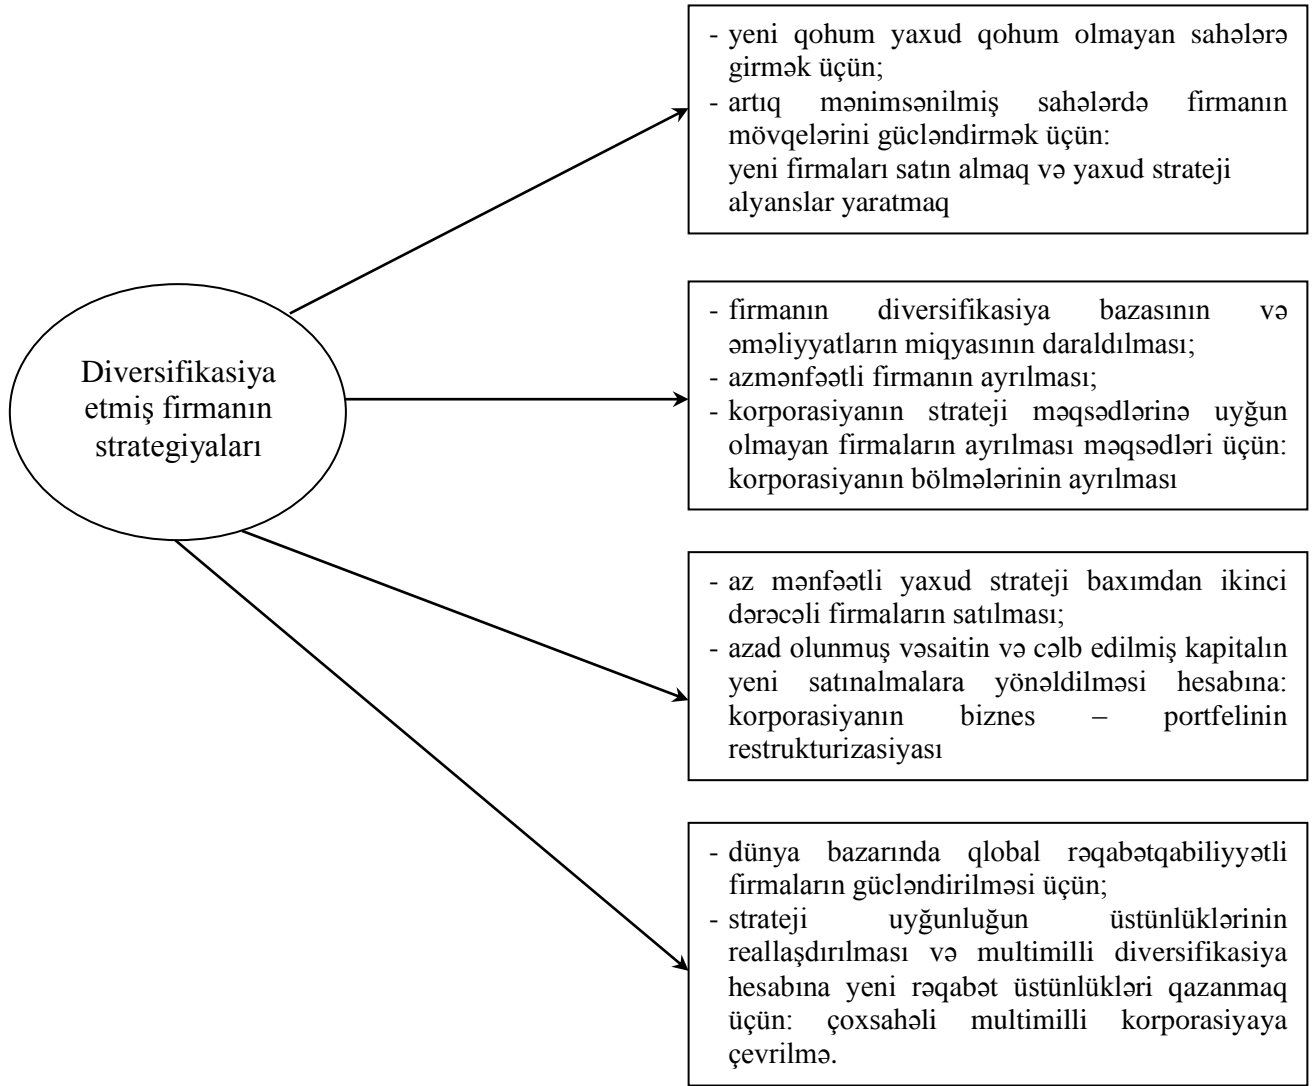 - yeni qohum yaxud qohum olmayan sahələrə
girmək üçün;
- artıq mənimsənilmiş sahələrdə firmanın
mövqelərini gücləndirmək üçün:
yeni firmaları satın almaq və yaxud strateji
alyanslar yaratmaq
Diversifikasiya
etmiş firmanın
strategiyaları
- firmanın diversifikasiya bazasının və
əməliyyatların miqyasının daraldılması;
- azmənfəətli firmanın ayrılması;
- korporasiyanın strateji məqsədlərinə uyğun
olmayan firmaların ayrılması məqsədləri üçün:
korporasiyanın bölmələrinin ayrılması
- az mənfəətli yaxud strateji baxımdan ikinci
dərəcəli firmaların satılması;
- azad olunmuş vəsaitin və cəlb edilmiş kapitalın
yeni satınalmalara yönəldilməsi hesabına:
korporasiyanın biznes – portfelinin
restrukturizasiyası
- dünya bazarında qlobal rəqabətqabiliyyətli
firmaların gücləndirilməsi üçün;
- strateji uyğunluğun üstünlüklərinin
reallaşdırılması və multimilli diversifikasiya
hesabına yeni rəqabət üstünlükləri qazanmaq
üçün: çoxsahəli multimilli korporasiyaya
çevrilmə.